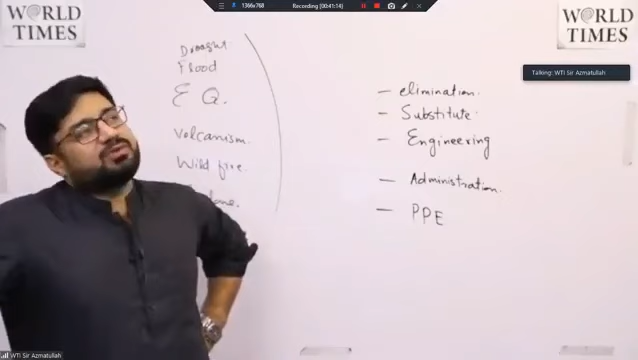 1366x768
Recording [00:41:14]
WORLD
TIMES
WORLD
TIMES
Talking: WTI Sir Azmatullah
Drought
Flood
E Q.
Volcanism.
Wild fire.
— elimination.
— Substitute.
— Engineering
— Administration.
— PPE
WTI Sir Azmatullah